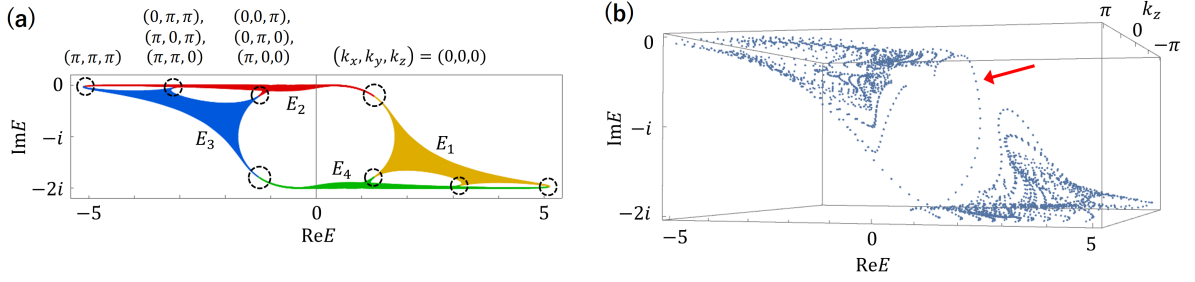 (a)
(0, π, π),
(π, 0, π),
(π, π, 0)
(0,0, π),
(0, π, 0),
(π, 0,0)
(π, π, π)
(kx, ky, kz) = (0,0,0)
0
−i
−2i
ImE
E2
E3
E1
E4
−5
0
5
ReE
(b)
π
0
−π
kz
0
−i
−2i
ImE
−5
0
5
ReE